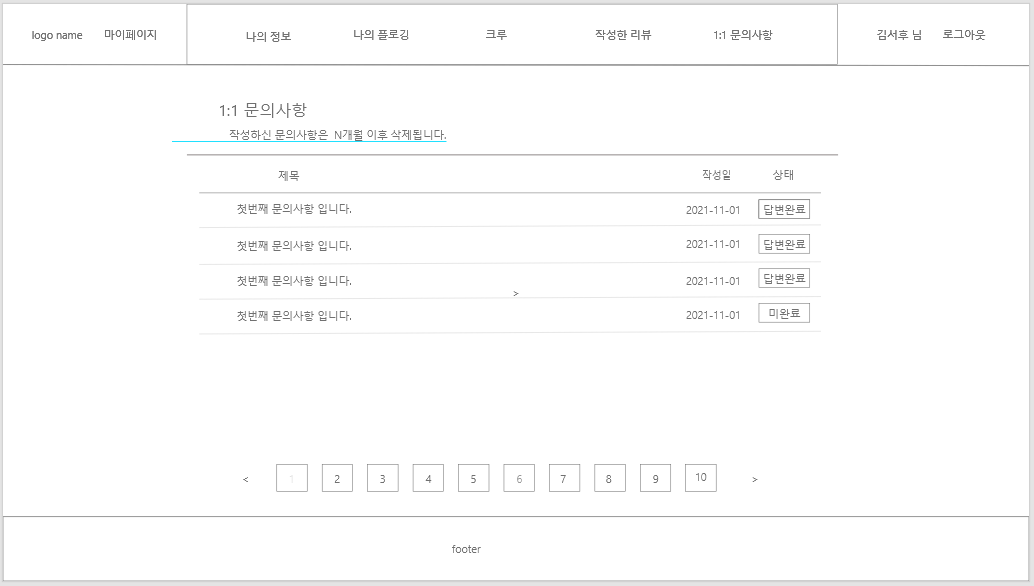 logo name 마이페이지 나의 정보 나의 플로깅 크루 작성한 리뷰 1:1 문의사항 김서후 님 로그아웃
1:1 문의사항
작성하신 문의사항은 N개월 이후 삭제됩니다.
제목 작성일 상태
첫번째 문의사항 입니다. 2021-11-01 답변완료
첫번째 문의사항 입니다. 2021-11-01 답변완료
첫번째 문의사항 입니다. 2021-11-01 답변완료
>
첫번째 문의사항 입니다. 2021-11-01 미완료
< 1 2 3 4 5 6 7 8 9 10 >
footer